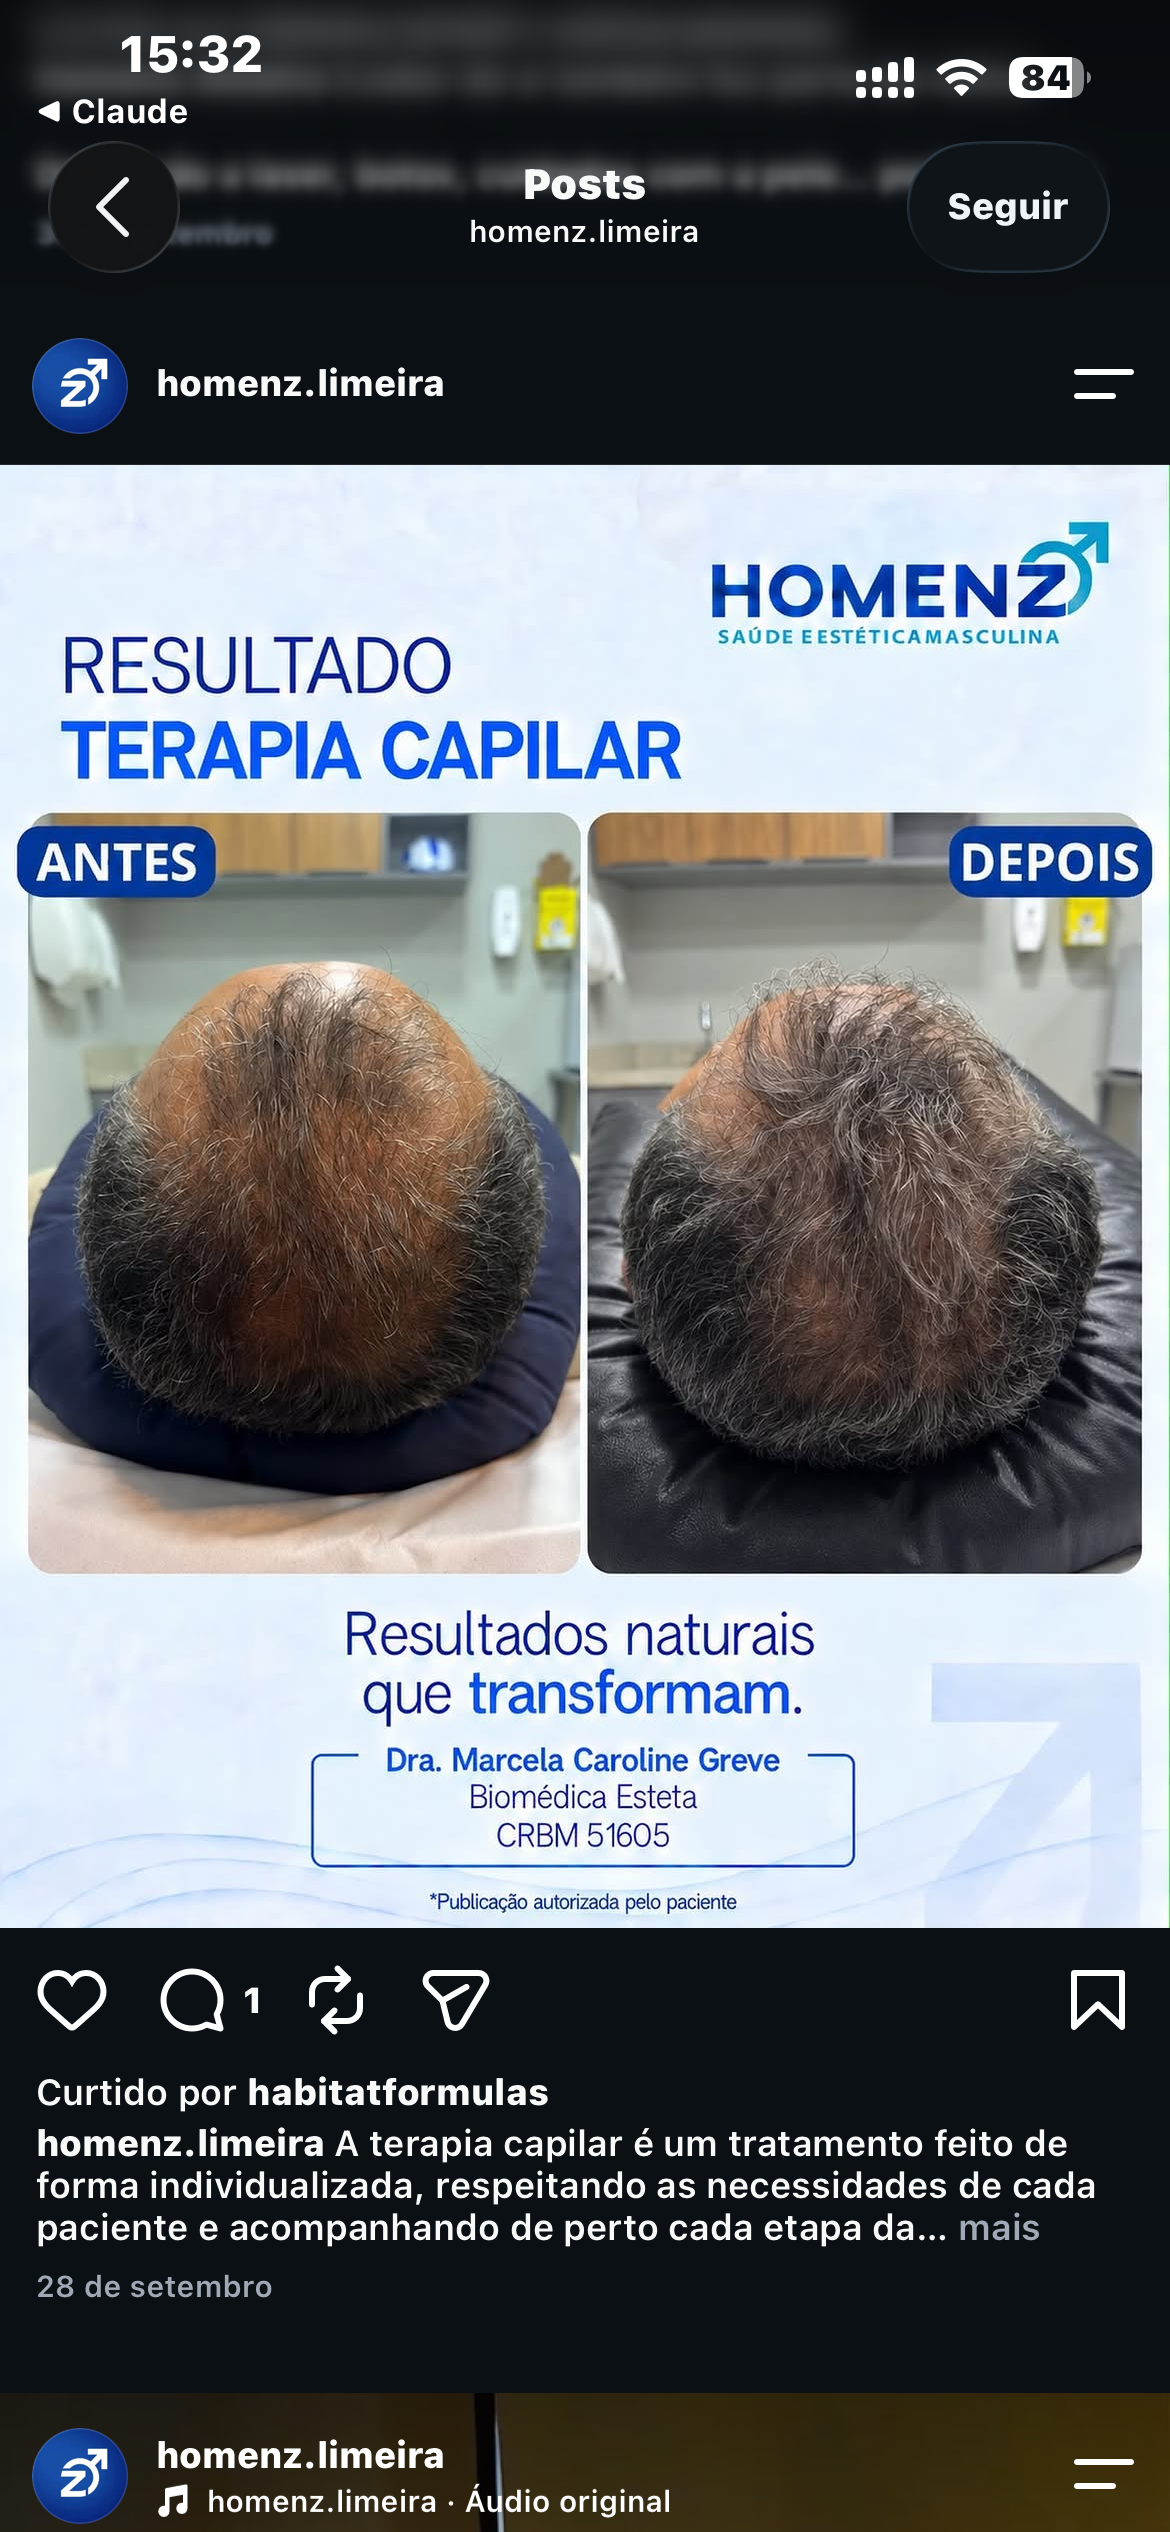 15:32
84
Claude
Posts
homenz.limeira
Seguir
homenz.limeira
HOMENZ
SAÚDE E ESTÉTICA MASCULINA
RESULTADO
TERAPIA CAPILAR
ANTES
DEPOIS
Resultados naturais
que transformam.
Dra. Marcela Caroline Greve
Biomédica Esteta
CRBM 51605
*Publicação autorizada pelo paciente
1
Curtido por habitatformulas
homenz.limeira A terapia capilar é um tratamento feito de
forma individualizada, respeitando as necessidades de cada
paciente e acompanhando de perto cada etapa da... mais
28 de setembro
homenz.limeira
homenz.limeira · Áudio original